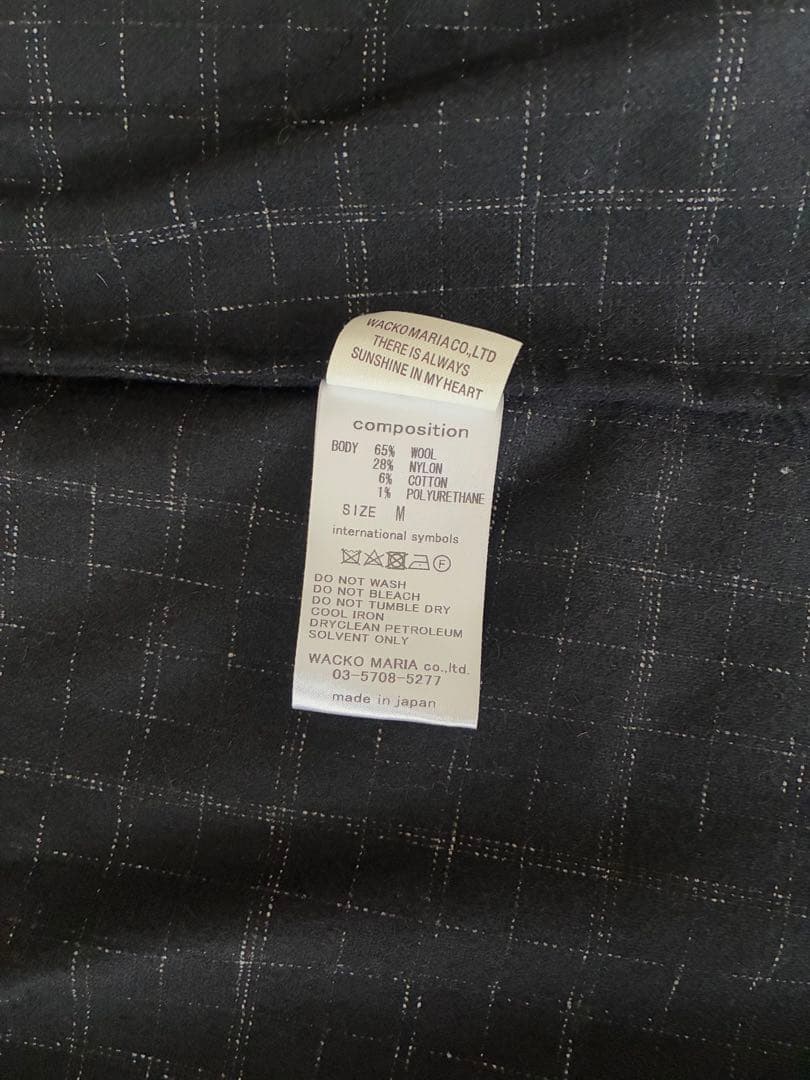 WACKO MARIA CO,.LTD
THERE IS ALWAYS
SUNSHINE IN MY HEART
composition
BODY 65% WOOL
28% NYLON
6% COTTON
1% POLYURETHANE
SIZE M
international symbols
F
DO NOT WASH
DO NOT BLEACH
DO NOT TUMBLE DRY
COOL IRON
DRYCLEAN PETROLEUM
SOLVENT ONLY
WACKO MARIA co.,ltd.
03-5708-5277
made in japan